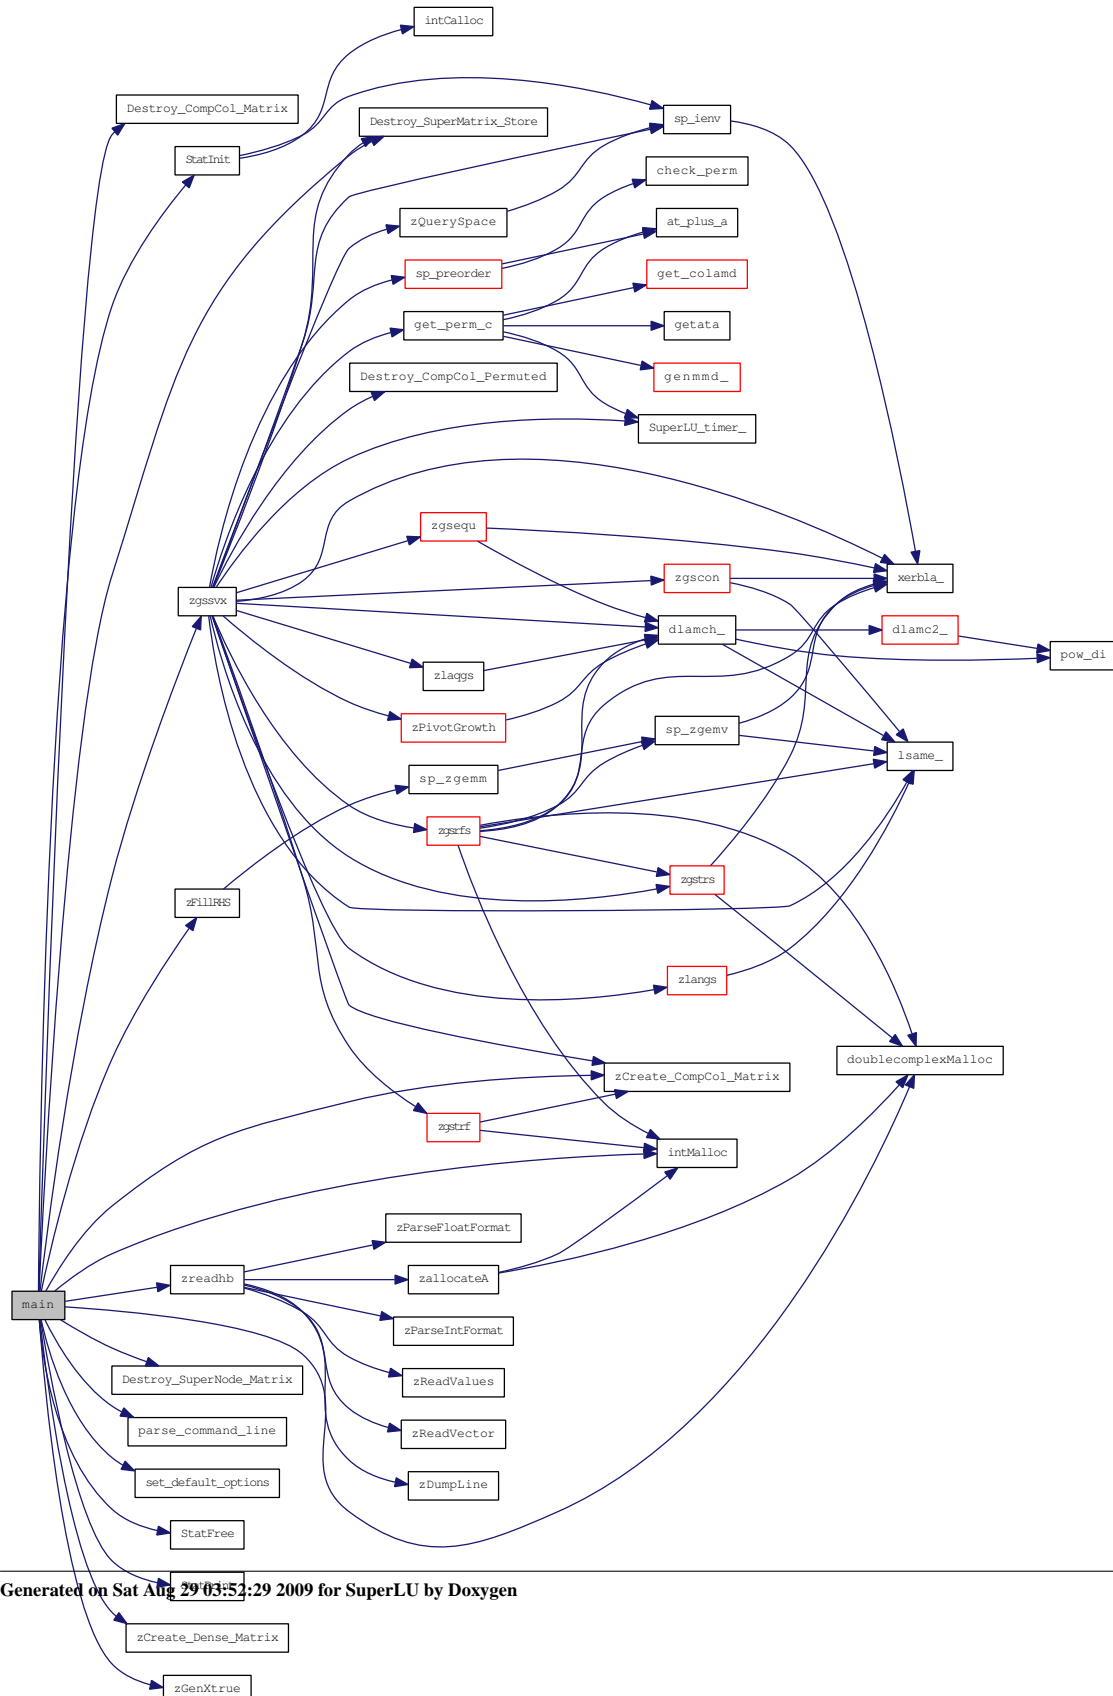 intCalloc
Destroy_CompCol_Matrix
sp_ienv
Destroy_SuperMatrix_Store
StatInit
check_perm
zQuerySpace
at_plus_a
sp_preorder
get_colamd
get_perm_c
getata
Destroy_CompCol_Permuted
genmmd_
SuperLU_timer_
zgsequ
zgscon
xerbla_
zgssvx
dlamch_
dlamc2_
pow_di
zlaqgs
zPivotGrowth
sp_zgemv
lsame_
sp_zgemm
zgsrfs
zgstrs
zFillRHS
zlangs
doublecomplexMalloc
zCreate_CompCol_Matrix
zgstrf
intMalloc
zParseFloatFormat
zreadhb
zallocateA
main
zParseIntFormat
Destroy_SuperNode_Matrix
zReadValues
parse_command_line
zReadVector
set_default_options
zDumpLine
StatFree
StatPrint
Generated on Sat Aug 29 03:52:29 2009 for SuperLU by Doxygen
zCreate_Dense_Matrix
zGenXtrue